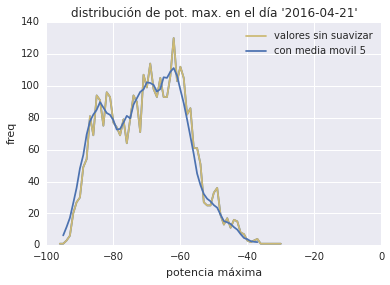 distribución de pot. max. en el día '2016-04-21'
valores sin suavizar
con media movil 5
freq
140
120
100
80
60
40
20
0
−100
−80
−60
−40
−20
0
potencia máxima